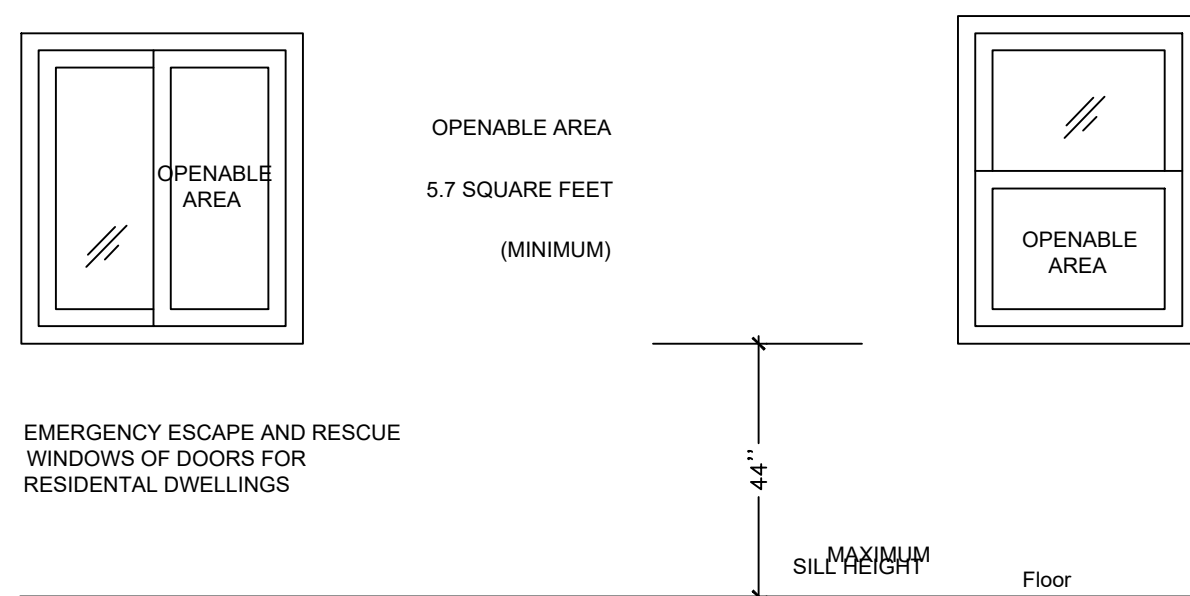 OPENABLE
AREA
OPENABLE AREA
5.7 SQUARE FEET
(MINIMUM)
OPENABLE
AREA
EMERGENCY ESCAPE AND RESCUE
WINDOWS OF DOORS FOR
RESIDENTAL DWELLINGS
44”
MAXIMUM
SILL HEIGHT
Floor